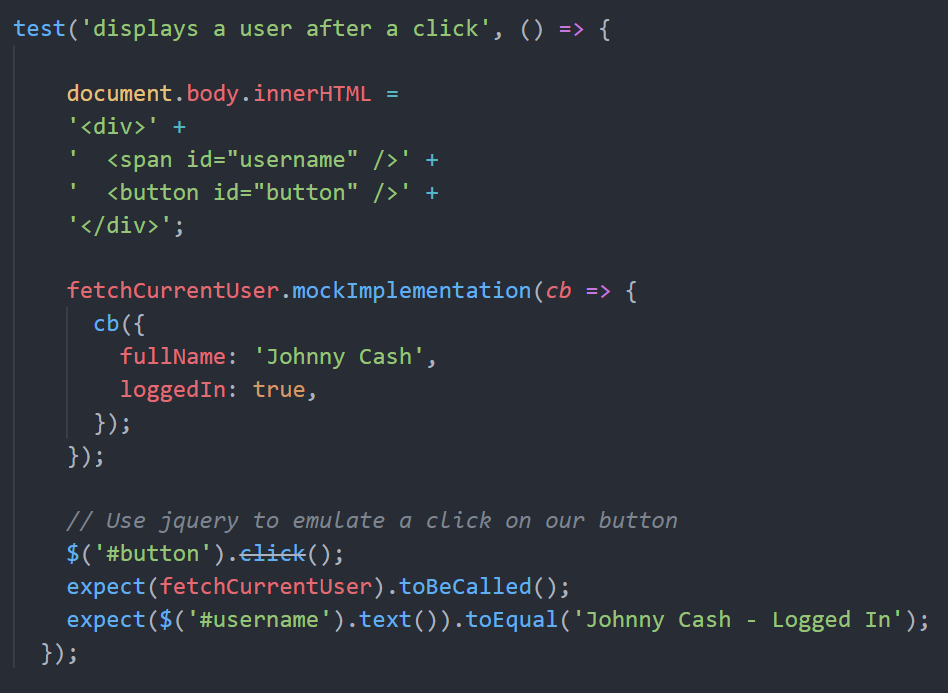 test('displays a user after a click', () => {
document.body.innerHTML =
'<div>' +
'  <span id="username" />' +
'  <button id="button" />' +
'</div>';
fetchCurrentUser.mockImplementation(cb => {
cb({
fullName: 'Johnny Cash',
loggedIn: true,
});
});
// Use jquery to emulate a click on our button
$('#button').click();
expect(fetchCurrentUser).toBeCalled();
expect($('#username').text()).toEqual('Johnny Cash - Logged In');
});